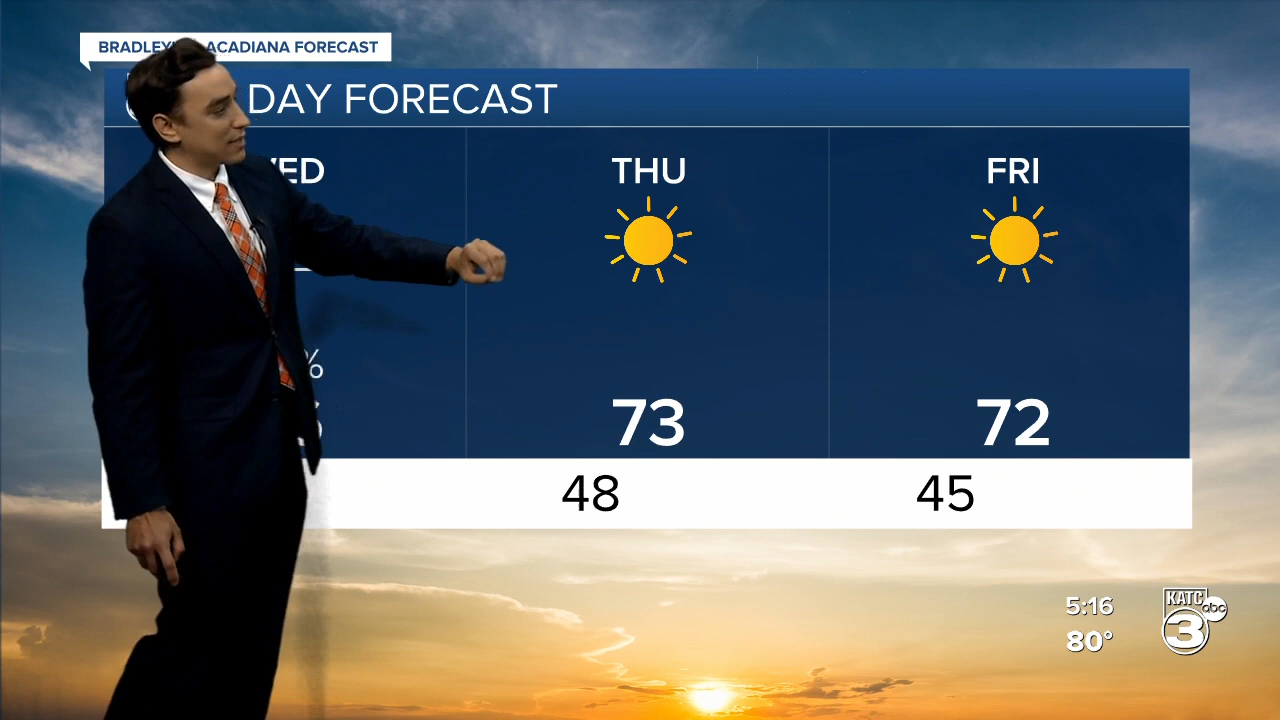 BRADLEY ACADIANA FORECAST
DAY FORECAST
THU
FRI
%
73
72
48
45
5:16
80°
KATC
abc
3